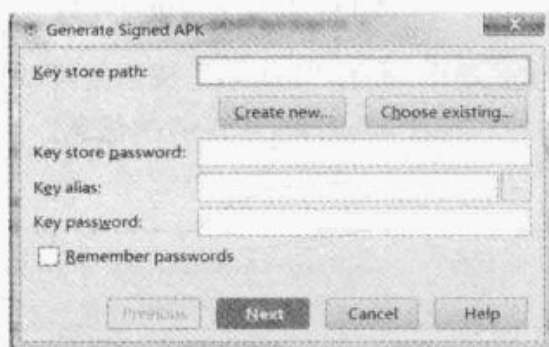 Generate Signed APK
Key store path:
Create new... Choose existing...
Key store password:
Key alias:
Key password:
Remember passwords
Previous Next Cancel Help